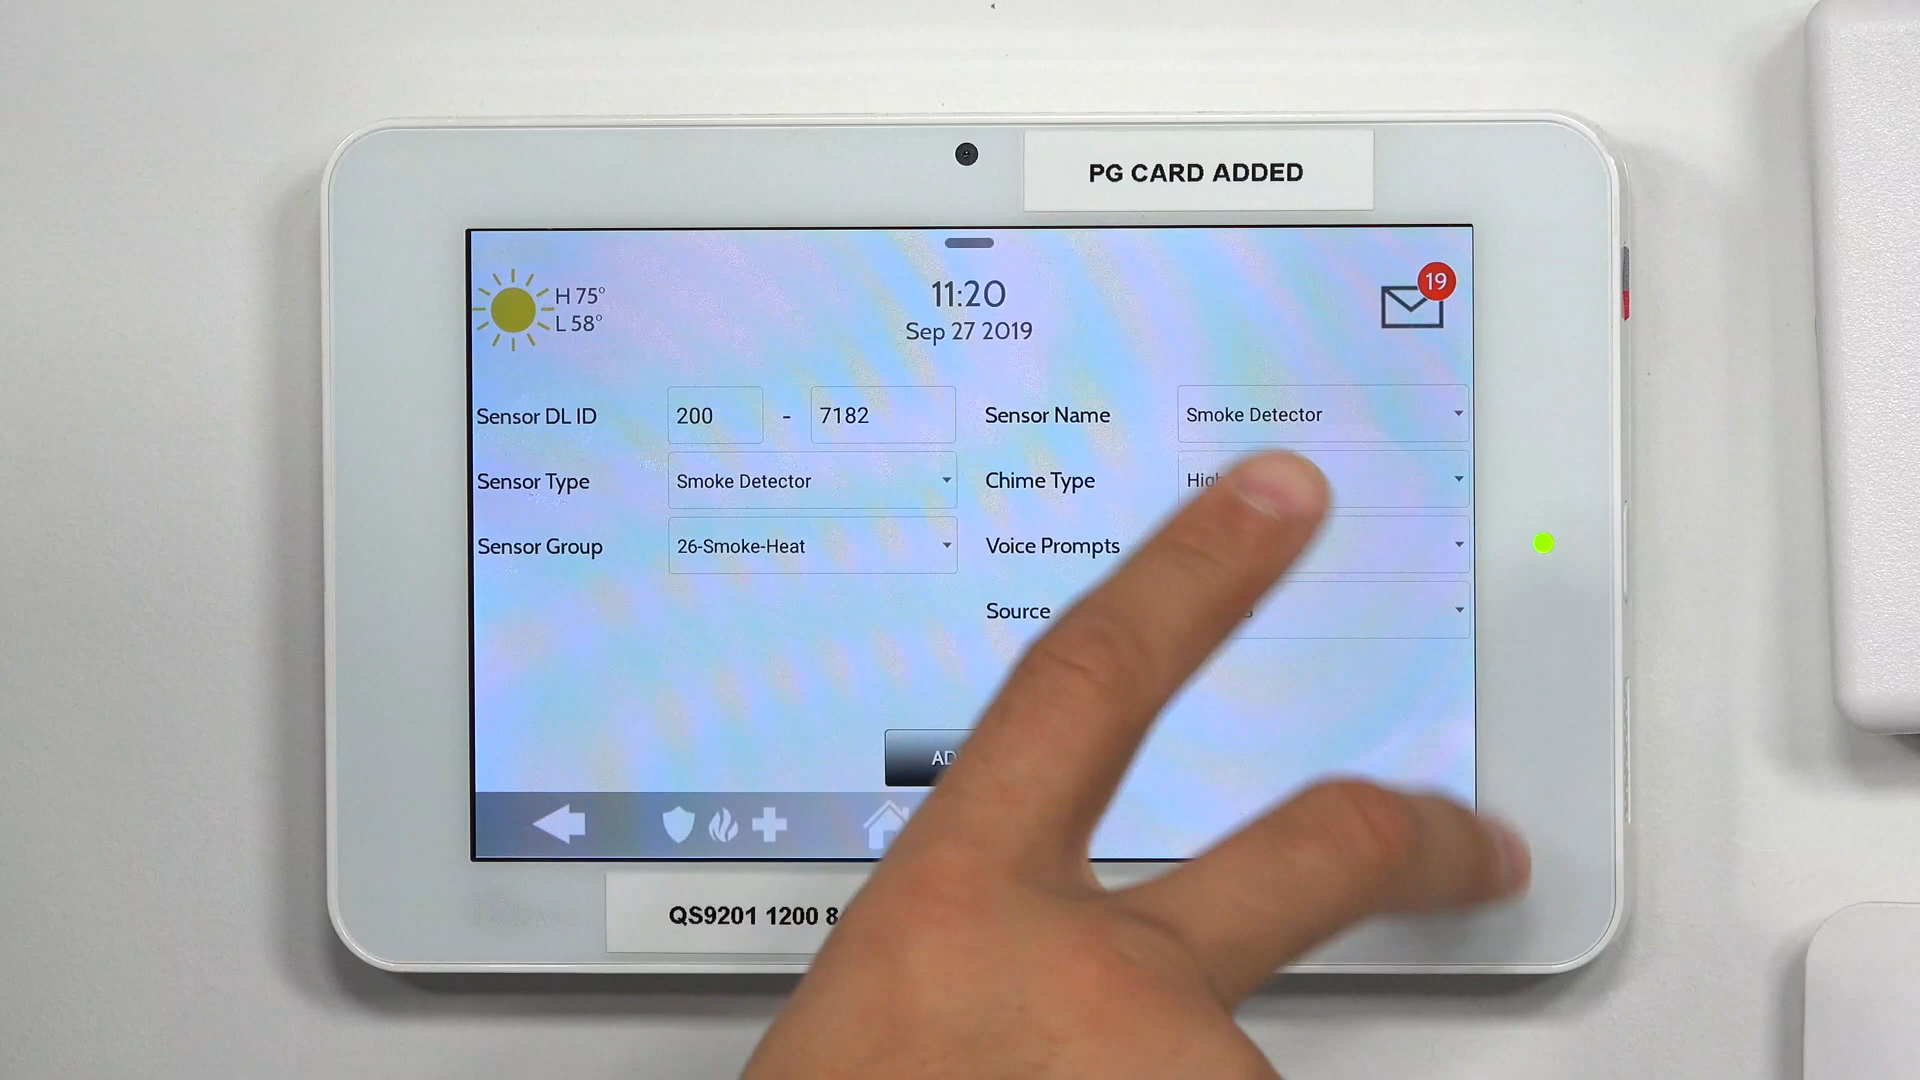 PG CARD ADDED
H 75°
L 58°
11:20
Sep 27 2019
19
Sensor DL ID 200 - 7182
Sensor Name Smoke Detector
Sensor Type Smoke Detector
Chime Type
Sensor Group 26-Smoke-Heat
Voice Prompts
Source
QS9201 1200